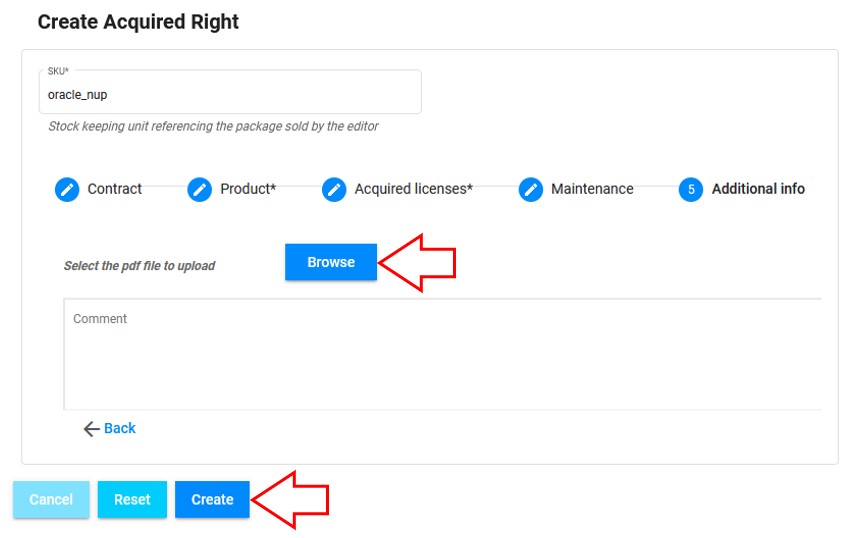 Create Acquired Right
SKU*
oracle_nup
Stock keeping unit referencing the package sold by the editor
Contract Product* Acquired licenses* Maintenance 5 Additional info
Select the pdf file to upload Browse
Comment
Back
Cancel Reset Create